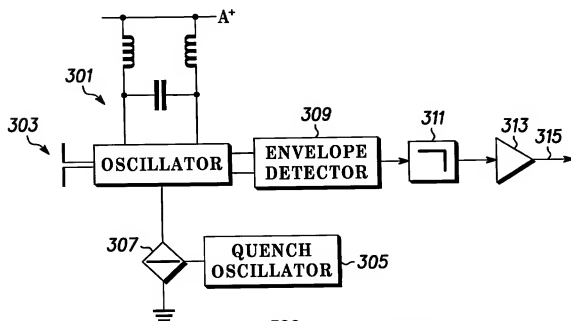 A+
301
303
309
311
313
315
OSCILLATOR
ENVELOPE
DETECTOR
307
QUENCH
OSCILLATOR
305